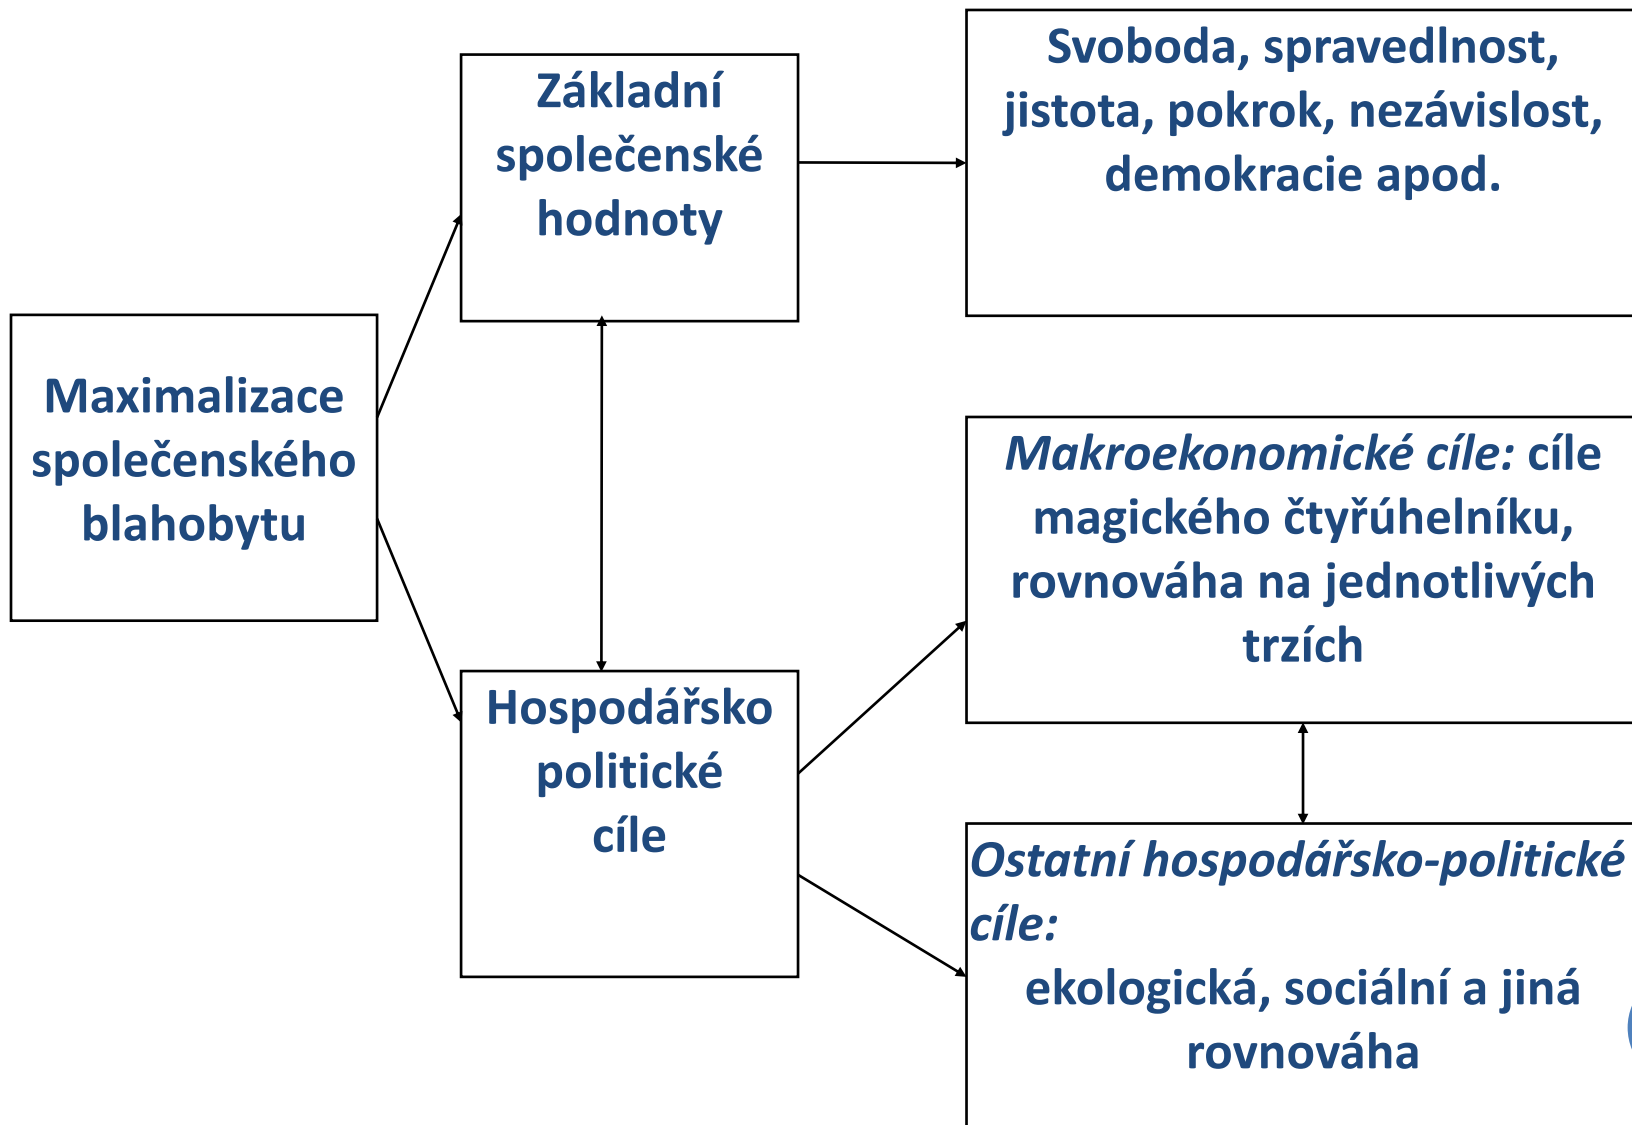 Maximalizace
společenského
blahobytu
Základní
společenské
hodnoty
Svoboda, spravedlnost,
jistota, pokrok, nezávislost,
demokracie apod.
Hospodářsko
politické
cíle
Makroekonomické cíle: cíle
magického čtyřúhelníku,
rovnováha na jednotlivých
trzích
Ostatní hospodářsko-politické
cíle:
ekologická, sociální a jiná
rovnováha